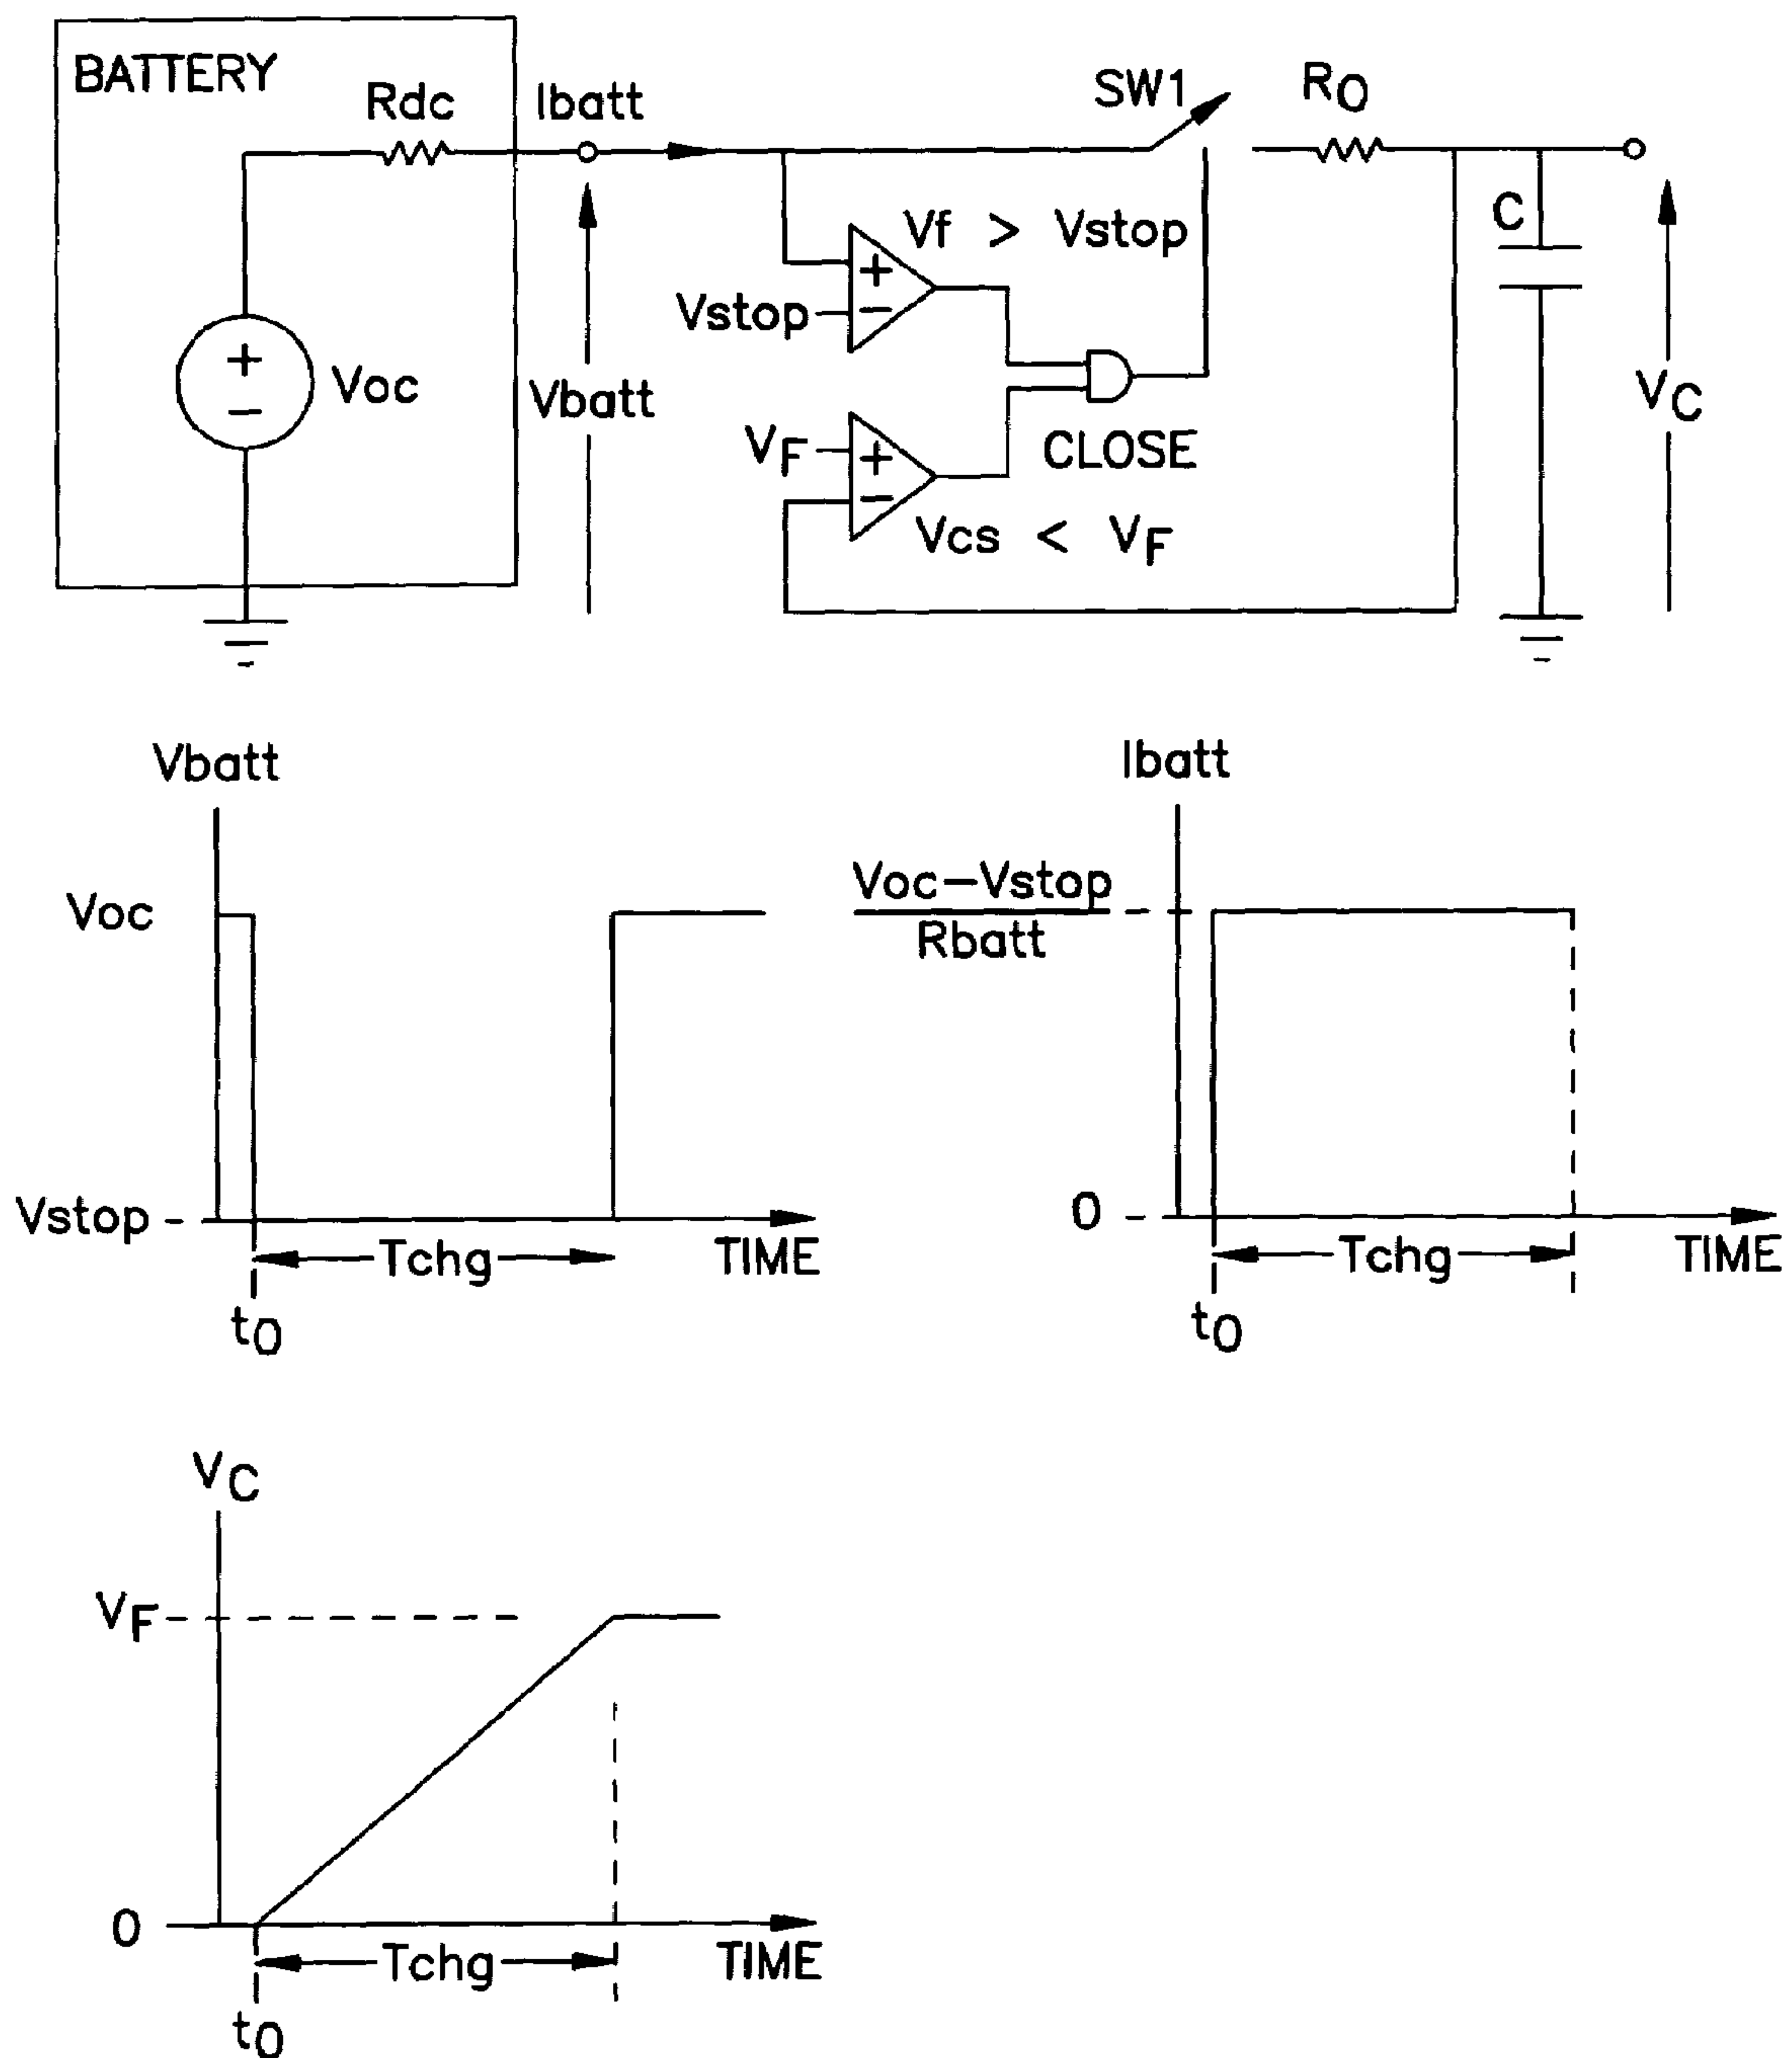 BATTERY
Rdc
Ibatt
SW1
RO
C
Vf > Vstop
+
−
Vstop
+
−
Voc
Vbatt
VF
+
−
CLOSE
VC
Vcs < VF
Vbatt
Voc
Vstop
Tchg
TIME
t0
Ibatt
Voc−Vstop
Rbatt
0
Tchg
TIME
t0
VC
VF
0
Tchg
TIME
t0